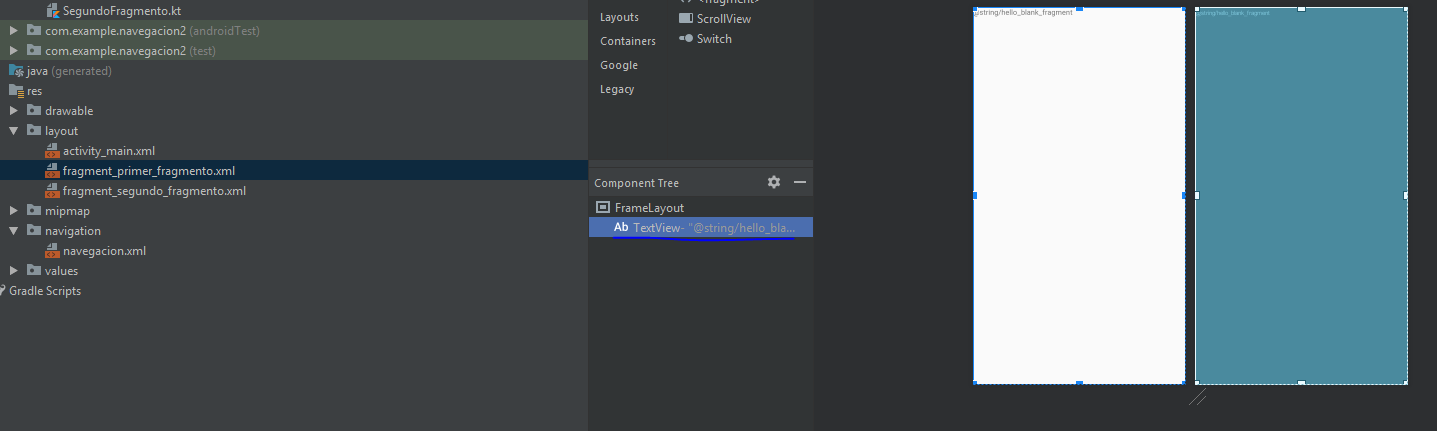 SegundoFragmento.kt
com.example.navegacion2 (androidTest)
com.example.navegacion2 (test)
java (generated)
res
drawable
layout
activity_main.xml
fragment_primer_fragmento.xml
fragment_segundo_fragmento.xml
mipmap
navigation
navegacion.xml
values
Gradle Scripts
<fragment>
Layouts
ScrollView
Containers
Switch
Google
Legacy
Component Tree
FrameLayout
Ab TextView- "@string/hello_bla...
@string/hello_blank_fragment
@string/hello_blank_fragment